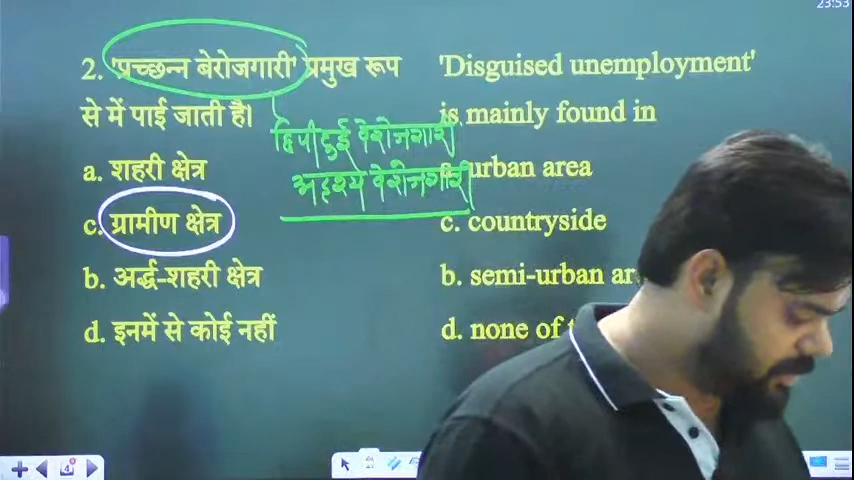 23:53
2. 'प्रच्छन्न बेरोजगारी' प्रमुख रूप
से में पाई जाती है।
छिपी हुई बेरोजगारी
अदृश्य बेरोजगारी
a. शहरी क्षेत्र
c. ग्रामीण क्षेत्र
b. अर्द्ध-शहरी क्षेत्र
d. इनमें से कोई नहीं
'Disguised unemployment'
is mainly found in
urban area
c. countryside
b. semi-urban
d. none of
4